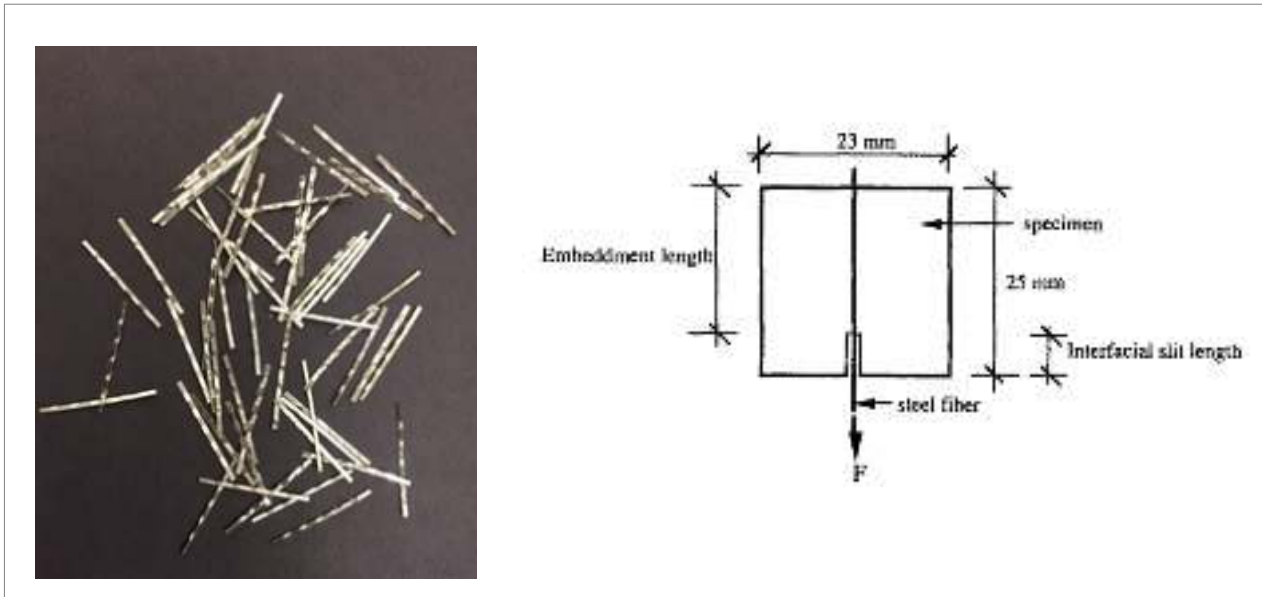 23 mm
specimen
Embeddment length
25 mm
Interfacial slit length
steel fiber
F